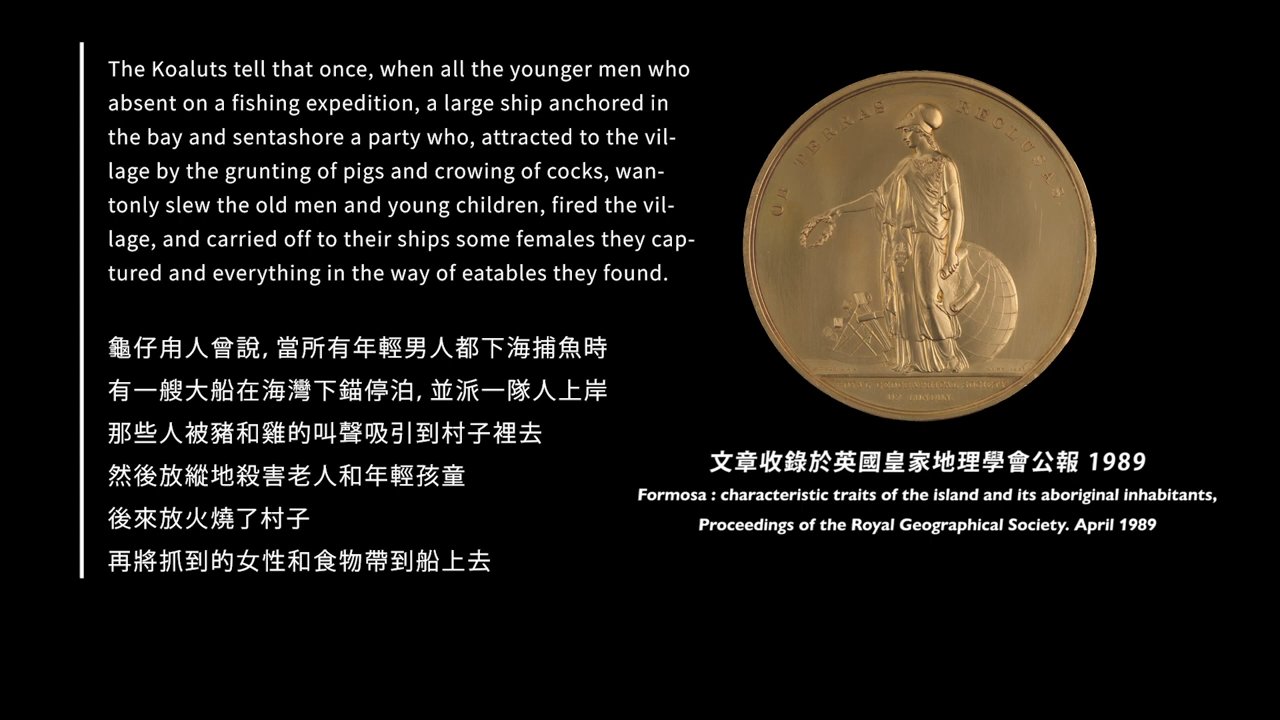 The Koaluts tell that once, when all the younger men who
absent on a fishing expedition, a large ship anchored in
the bay and sentashore a party who, attracted to the vil-
lage by the grunting of pigs and crowing of cocks, wan-
tonly slew the old men and young children, fired the vil-
lage, and carried off to their ships some females they cap-
tured and everything in the way of eatables they found.
龜仔甪人曾說, 當所有年輕男人都下海捕魚時
有一艘大船在海灣下錨停泊, 並派一隊人上岸
那些人被豬和雞的叫聲吸引到村子裡去
然後放縱地殺害老人和年輕孩童
後來放火燒了村子
再將抓到的女性和食物帶到船上去
OB TERRAS RECLUSAS
文章收錄於英國皇家地理學會公報 1989
Formosa : characteristic traits of the island and its aboriginal inhabitants,
Proceedings of the Royal Geographical Society. April 1989